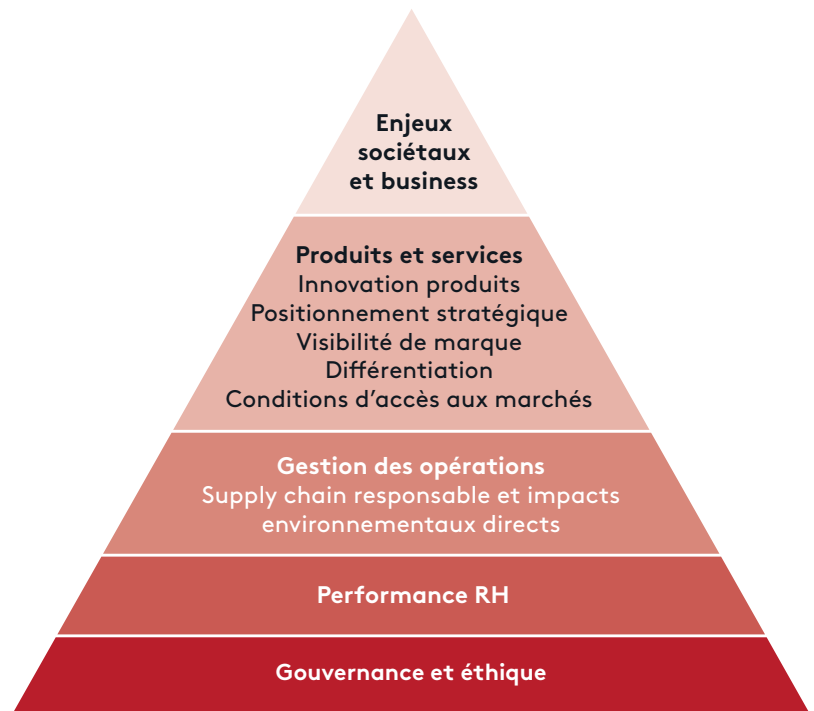 Enjeux
sociétaux
et business
Produits et services
Innovation produits
Positionnement stratégique
Visibilité de marque
Différentiation
Conditions d’accès aux marchés
Gestion des opérations
Supply chain responsable et impacts
environnementaux directs
Performance RH
Gouvernance et éthique